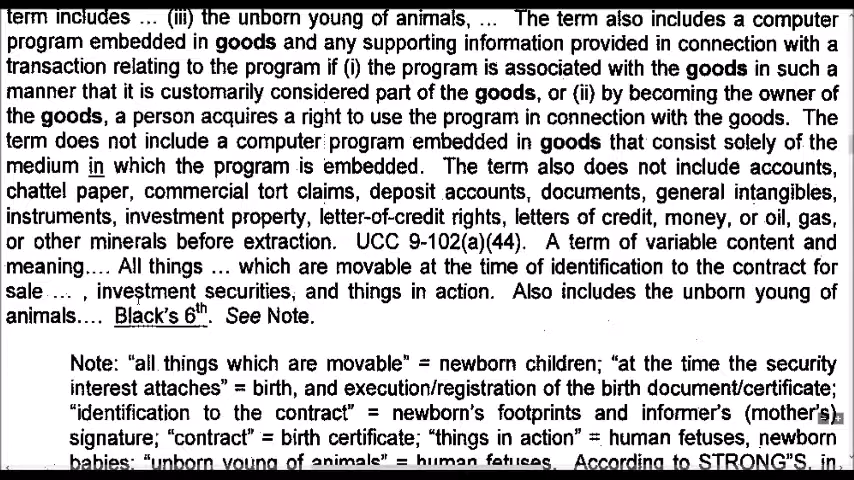 term includes ... (iii) the unborn young of animals, ... The term also includes a computer
program embedded in goods and any supporting information provided in connection with a
transaction relating to the program if (i) the program is associated with the goods in such a
manner that it is customarily considered part of the goods, or (ii) by becoming the owner of
the goods, a person acquires a right to use the program in connection with the goods. The
term does not include a computer program embedded in goods that consist solely of the
medium in which the program is embedded. The term also does not include accounts,
chattel paper, commercial tort claims, deposit accounts, documents, general intangibles,
instruments, investment property, letter-of-credit rights, letters of credit, money, or oil, gas,
or other minerals before extraction. UCC 9-102(a)(44). A term of variable content and
meaning.... All things ... which are movable at the time of identification to the contract for
sale ... , investment securities, and things in action. Also includes the unborn young of
animals.... Black's 6th. See Note.
Note: "all things which are movable" = newborn children; "at the time the security
interest attaches" = birth, and execution/registration of the birth document/certificate;
"identification to the contract" = newborn's footprints and informer's (mother's)
signature; "contract" = birth certificate; "things in action" = human fetuses, newborn
babies; "unborn young of animals" = human fetuses. According to STRONG"S, in